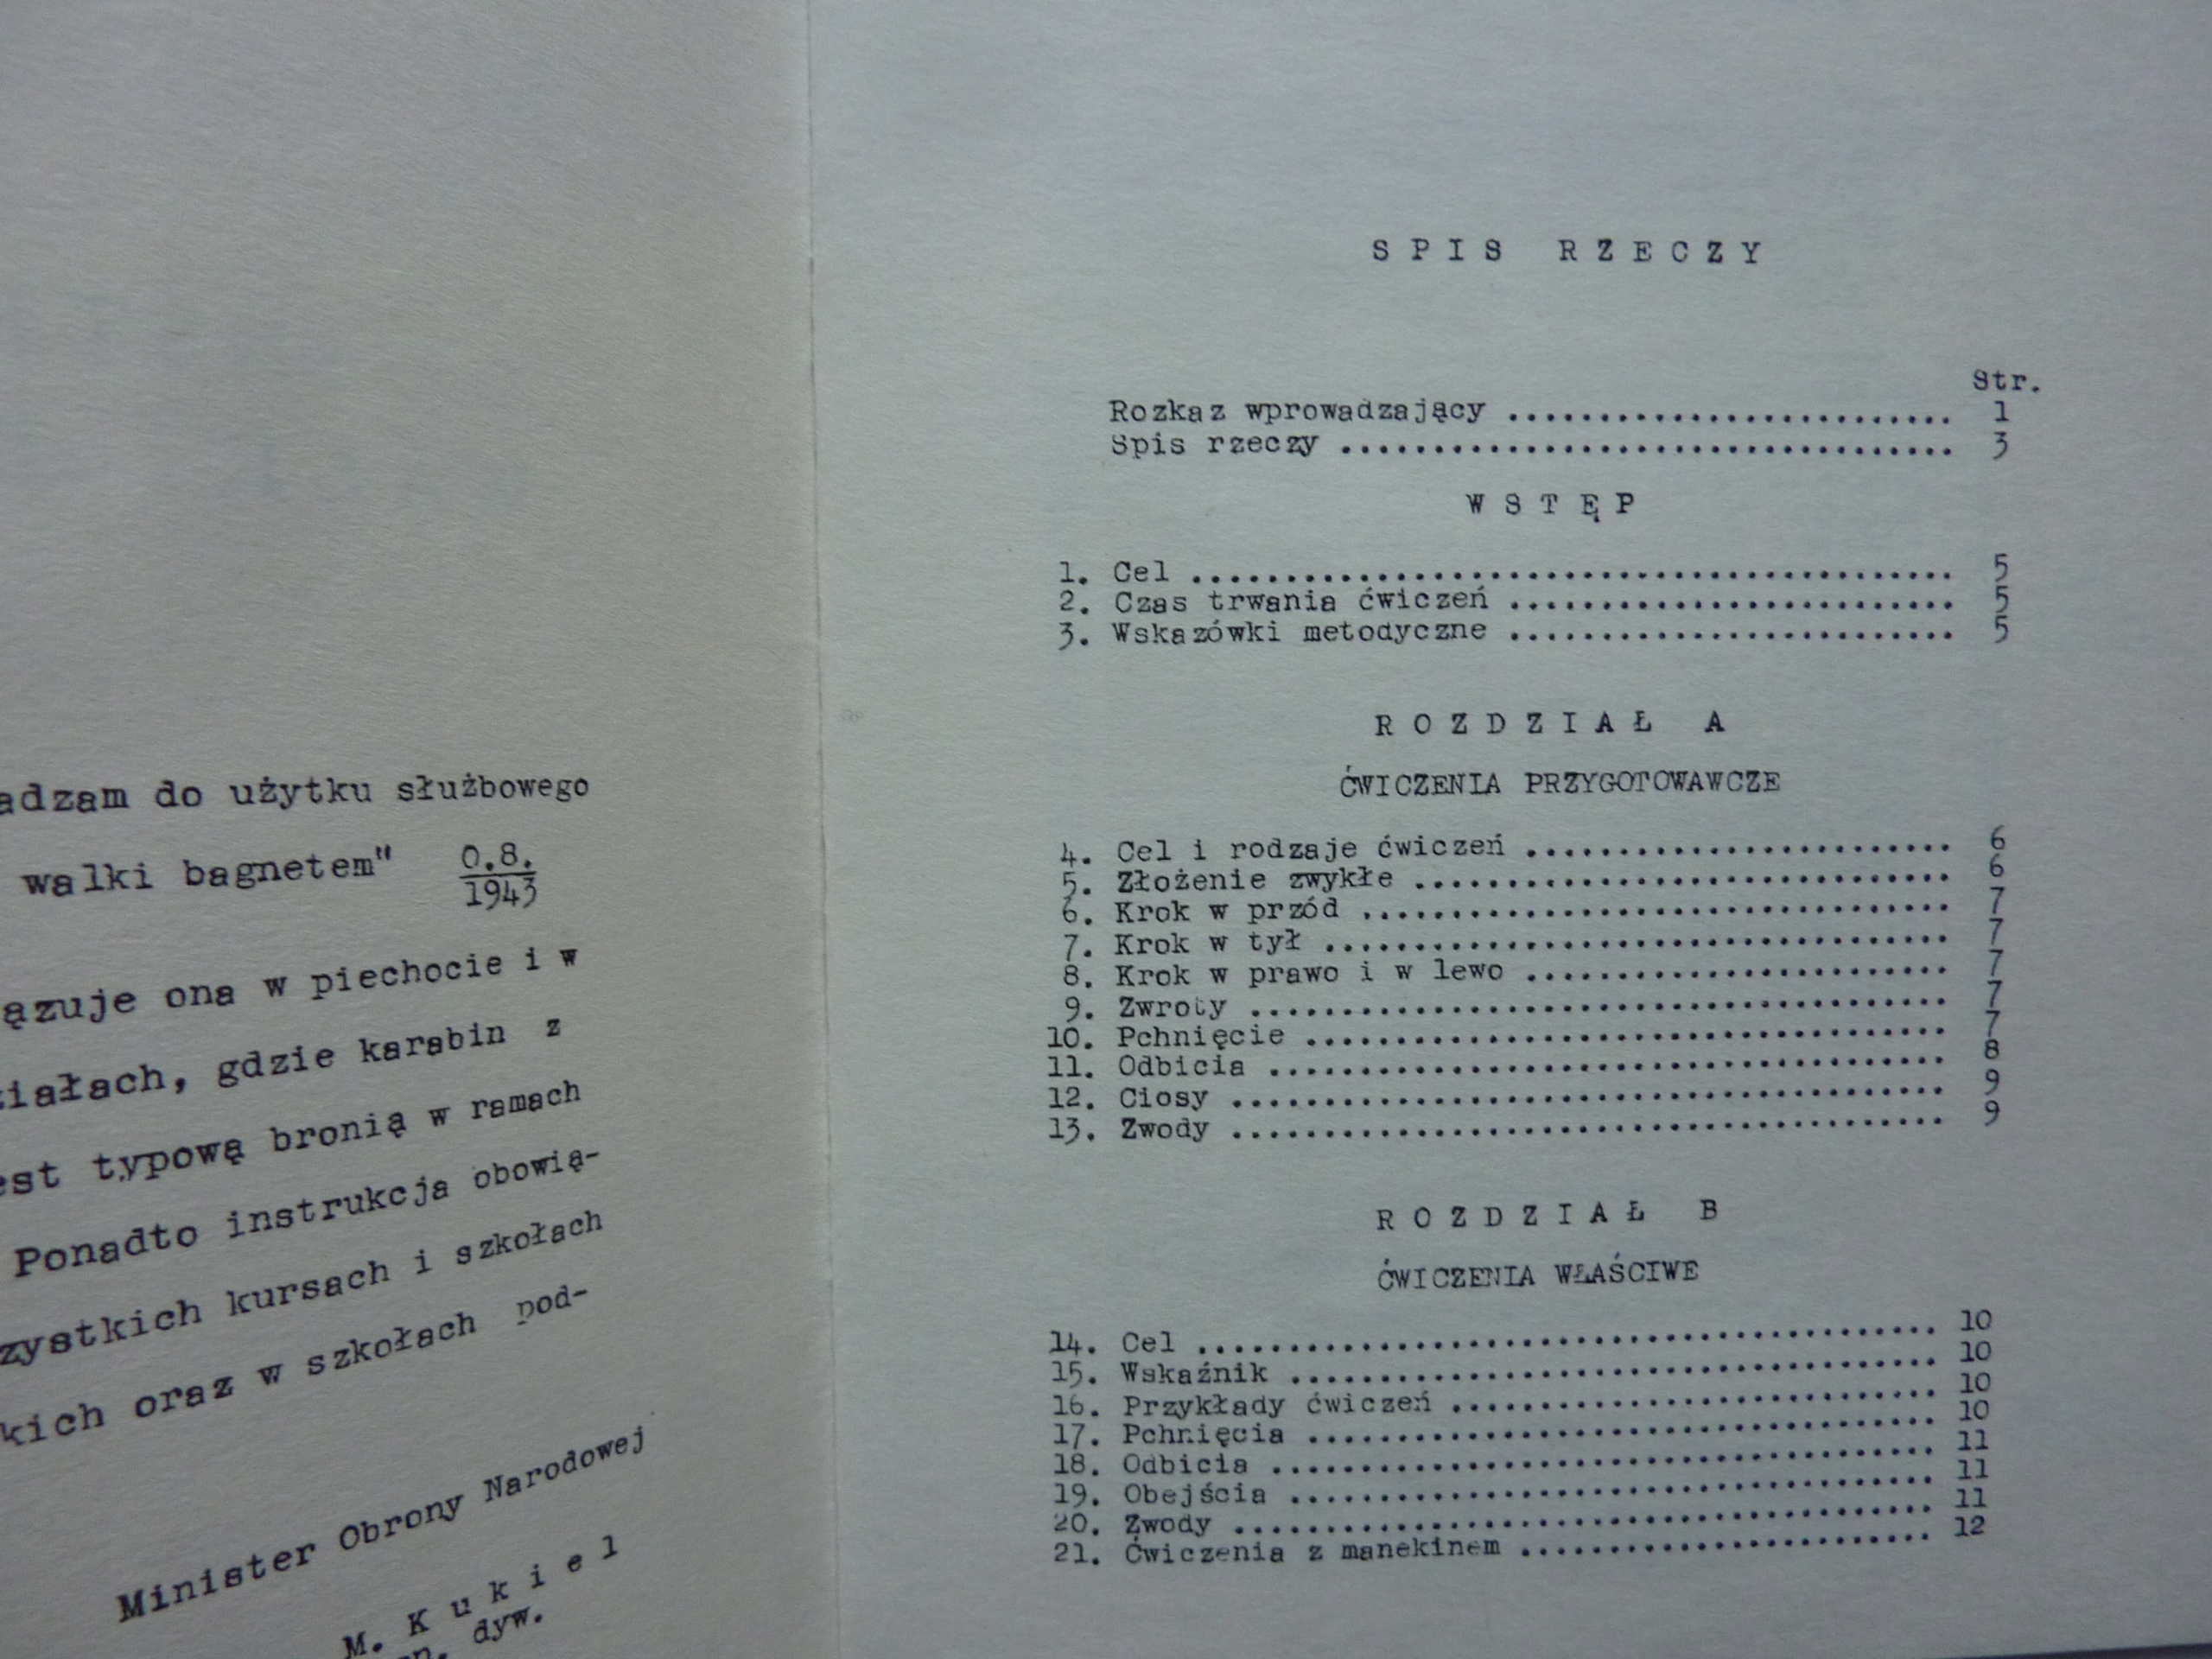 adzam do użytku służbowego
walki bagnetem" 0.8.
1943
ązuje ona w piechocie i w
iałach, gdzie karabin z
est typową bronią w ramach
Ponadto instrukcja obowią-
zystkich kursach i szkołach
kich oraz w szkołach pod-
Minister Obrony Narodowej
M. K u k i e l
dyw.
S P I S   R Z E C Z Y
Str.
Rozkaz wprowadzający ........................ 1
Spis rzeczy ................................. 3
W S T Ę P
1. Cel ......................................... 5
2. Czas trwania ćwiczeń ........................ 5
3. Wskazówki metodyczne ........................ 5
R O Z D Z I A Ł   A
ĆWICZENIA PRZYGOTOWAWCZE
4. Cel i rodzaje ćwiczeń ....................... 6
5. Złożenie zwykłe ............................. 6
6. Krok w przód ................................ 7
7. Krok w tył .................................. 7
8. Krok w prawo i w lewo ....................... 7
9. Zwroty ...................................... 7
10. Pchnięcie ................................... 7
11. Odbicia ..................................... 8
12. Ciosy ....................................... 9
13. Zwody ....................................... 9
R O Z D Z I A Ł   B
ĆWICZENIA WŁAŚCIWE
14. Cel ......................................... 10
15. Wskaźnik .................................... 10
16. Przykłady ćwiczeń ........................... 10
17. Pchnięcia ................................... 10
18. Odbicia ..................................... 11
19. Obejścia .................................... 11
20. Zwody ....................................... 11
21. Ćwiczenia z manekinem ....................... 12